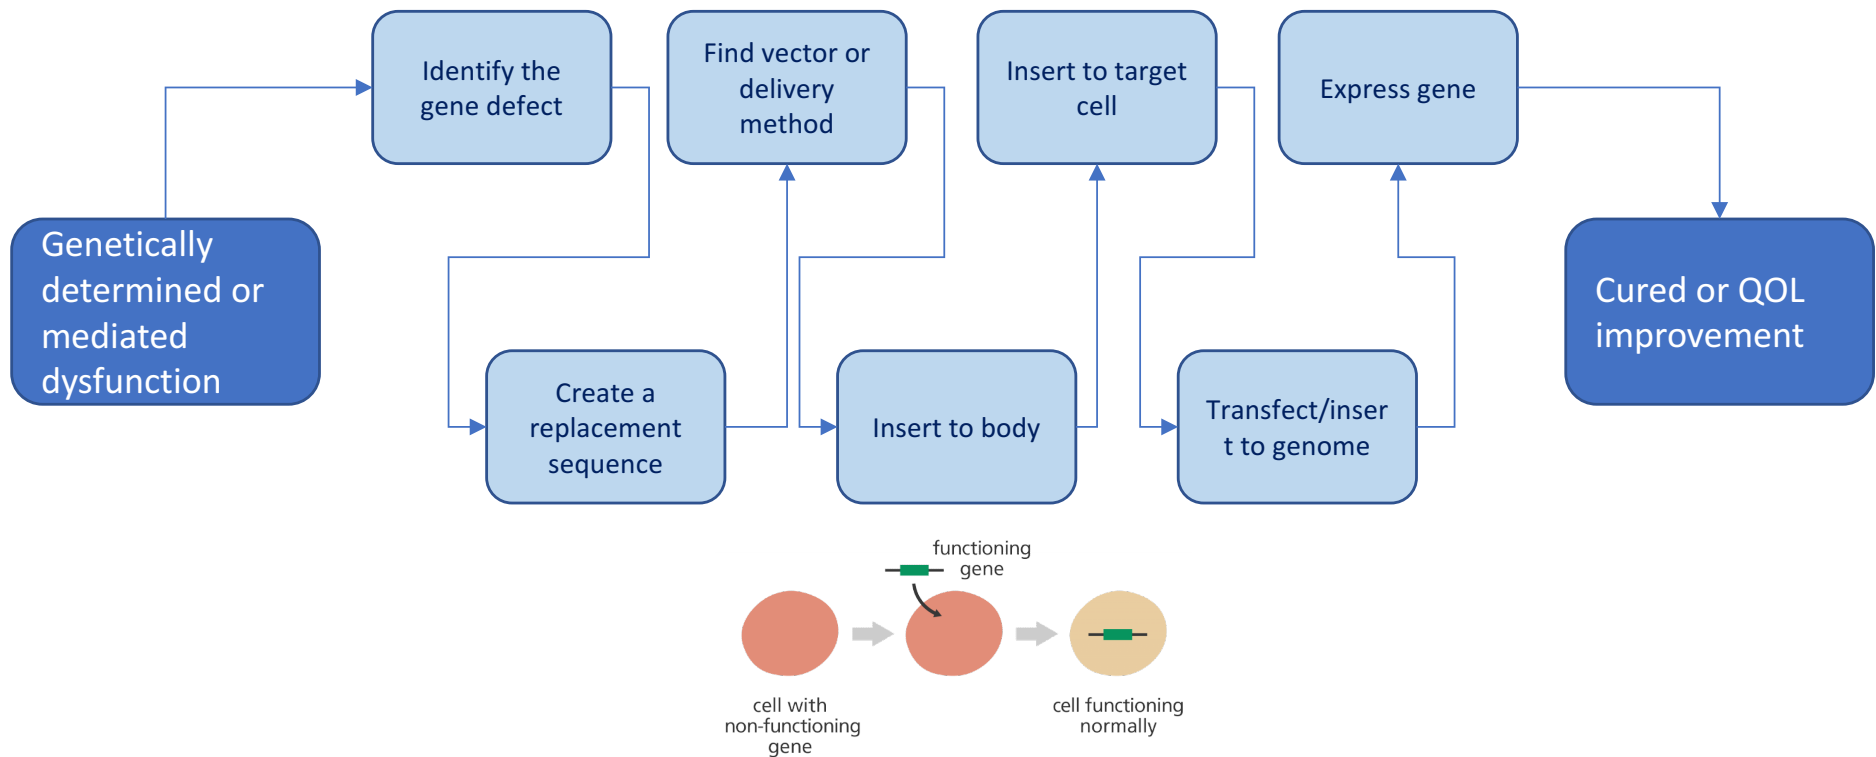 Genetically
determined or
mediated
dysfunction
Identify the
gene defect
Create a
replacement
sequence
Find vector or
delivery
method
Insert to body
Insert to target
cell
Transfect/inser
t to genome
Express gene
Cured or QOL
improvement
functioning
gene
cell with
non-functioning
gene
cell functioning
normally